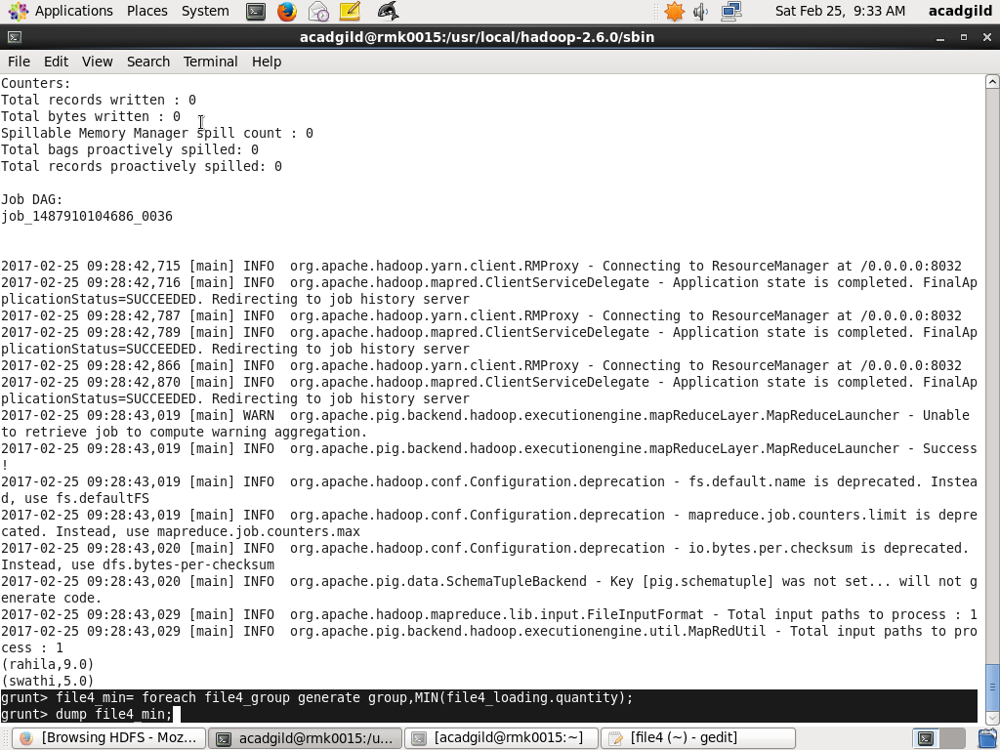 Applications Places System Sat Feb 25, 9:33 AM acadgild
acadgild@rmk0015:/usr/local/hadoop-2.6.0/sbin
File Edit View Search Terminal Help
Counters:
Total records written : 0
Total bytes written : 0
Spillable Memory Manager spill count : 0
Total bags proactively spilled: 0
Total records proactively spilled: 0
Job DAG:
job_1487910104686_0036
2017-02-25 09:28:42,715 [main] INFO  org.apache.hadoop.yarn.client.RMProxy - Connecting to ResourceManager at /0.0.0.0:8032
2017-02-25 09:28:42,716 [main] INFO  org.apache.hadoop.mapred.ClientServiceDelegate - Application state is completed. FinalAp
plicationStatus=SUCCEEDED. Redirecting to job history server
2017-02-25 09:28:42,787 [main] INFO  org.apache.hadoop.yarn.client.RMProxy - Connecting to ResourceManager at /0.0.0.0:8032
2017-02-25 09:28:42,789 [main] INFO  org.apache.hadoop.mapred.ClientServiceDelegate - Application state is completed. FinalAp
plicationStatus=SUCCEEDED. Redirecting to job history server
2017-02-25 09:28:42,866 [main] INFO  org.apache.hadoop.yarn.client.RMProxy - Connecting to ResourceManager at /0.0.0.0:8032
2017-02-25 09:28:42,870 [main] INFO  org.apache.hadoop.mapred.ClientServiceDelegate - Application state is completed. FinalAp
plicationStatus=SUCCEEDED. Redirecting to job history server
2017-02-25 09:28:43,019 [main] WARN  org.apache.pig.backend.hadoop.executionengine.mapReduceLayer.MapReduceLauncher - Unable
to retrieve job to compute warning aggregation.
2017-02-25 09:28:43,019 [main] INFO  org.apache.pig.backend.hadoop.executionengine.mapReduceLayer.MapReduceLauncher - Success
!
2017-02-25 09:28:43,019 [main] INFO  org.apache.hadoop.conf.Configuration.deprecation - fs.default.name is deprecated. Instea
d, use fs.defaultFS
2017-02-25 09:28:43,019 [main] INFO  org.apache.hadoop.conf.Configuration.deprecation - mapreduce.job.counters.limit is depre
cated. Instead, use mapreduce.job.counters.max
2017-02-25 09:28:43,020 [main] INFO  org.apache.hadoop.conf.Configuration.deprecation - io.bytes.per.checksum is deprecated.
Instead, use dfs.bytes-per-checksum
2017-02-25 09:28:43,020 [main] INFO  org.apache.pig.data.SchemaTupleBackend - Key [pig.schematuple] was not set... will not g
enerate code.
2017-02-25 09:28:43,029 [main] INFO  org.apache.hadoop.mapreduce.lib.input.FileInputFormat - Total input paths to process : 1
2017-02-25 09:28:43,029 [main] INFO  org.apache.pig.backend.hadoop.executionengine.util.MapRedUtil - Total input paths to pro
cess : 1
(rahila,9.0)
(swathi,5.0)
grunt> file4_min= foreach file4_group generate group,MIN(file4_loading.quantity);
grunt> dump file4_min;
[Browsing HDFS - Moz... acadgild@rmk0015:/u... [acadgild@rmk0015:~] [file4 (~) - gedit]